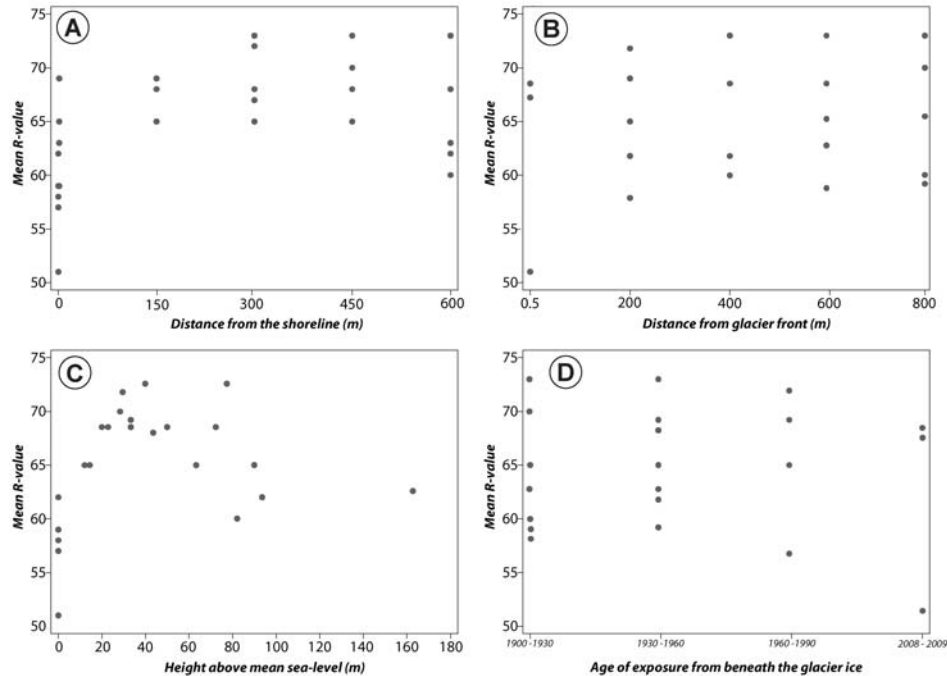 A
75
70
65
60
55
50
Mean R-value
0 150 300 450 600
Distance from the shoreline (m)
B
75
70
65
60
55
50
Mean R-value
0.5 200 400 600 800
Distance from glacier front (m)
C
75
70
65
60
55
50
Mean R-value
0 20 40 60 80 100 120 140 160 180
Height above mean sea-level (m)
D
75
70
65
60
55
50
Mean R-value
1900 -1930 1930 -1960 1960 -1990 2008 - 2009
Age of exposure from beneath the glacier ice